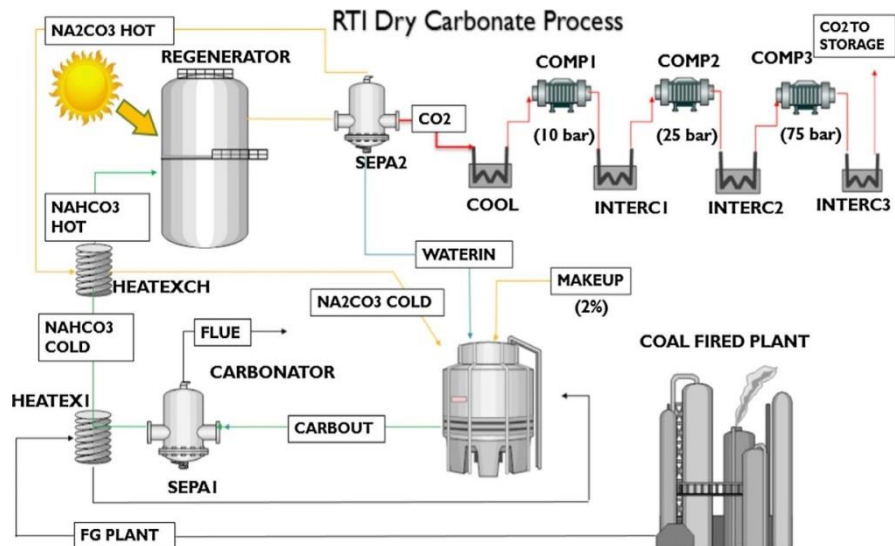 RTI Dry Carbonate Process
NA2CO3 HOT
CO2 TO
STORAGE
REGENERATOR
COMP1
COMP2
COMP3
CO2
(10 bar)
(25 bar)
(75 bar)
SEPA2
NAHCO3
HOT
COOL
INTERC1
INTERC2
INTERC3
WATERIN
HEATEXCH
NA2CO3 COLD
MAKEUP
(2%)
NAHCO3
COLD
FLUE
COAL FIRED PLANT
CARBONATOR
HEATEX1
CARBOUT
SEPA1
FG PLANT